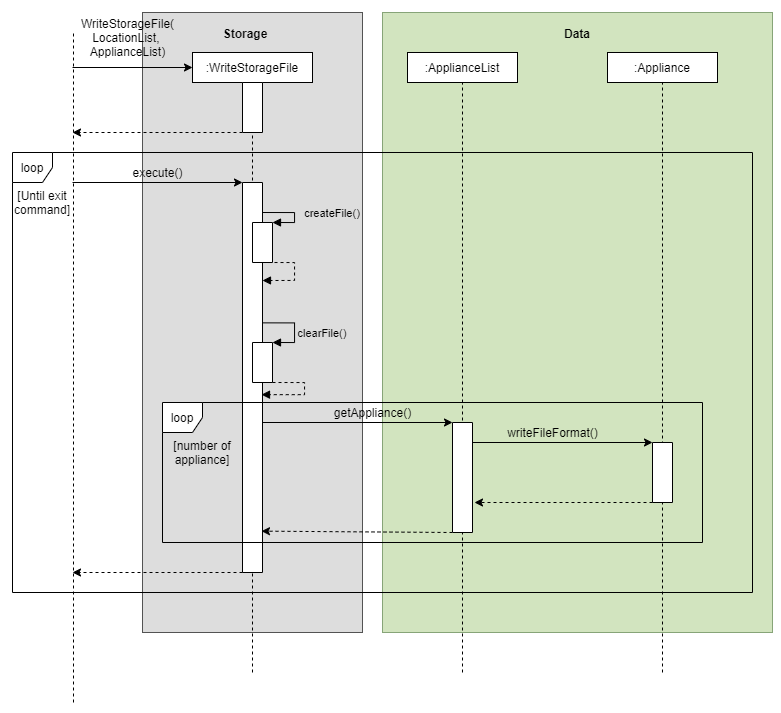 WriteStorageFile(
LocationList,
ApplianceList)
Storage
Data
:WriteStorageFile
:ApplianceList
:Appliance
loop
execute()
[Until exit
command]
createFile()
clearFile()
loop
getAppliance()
[number of
appliance]
writeFileFormat()